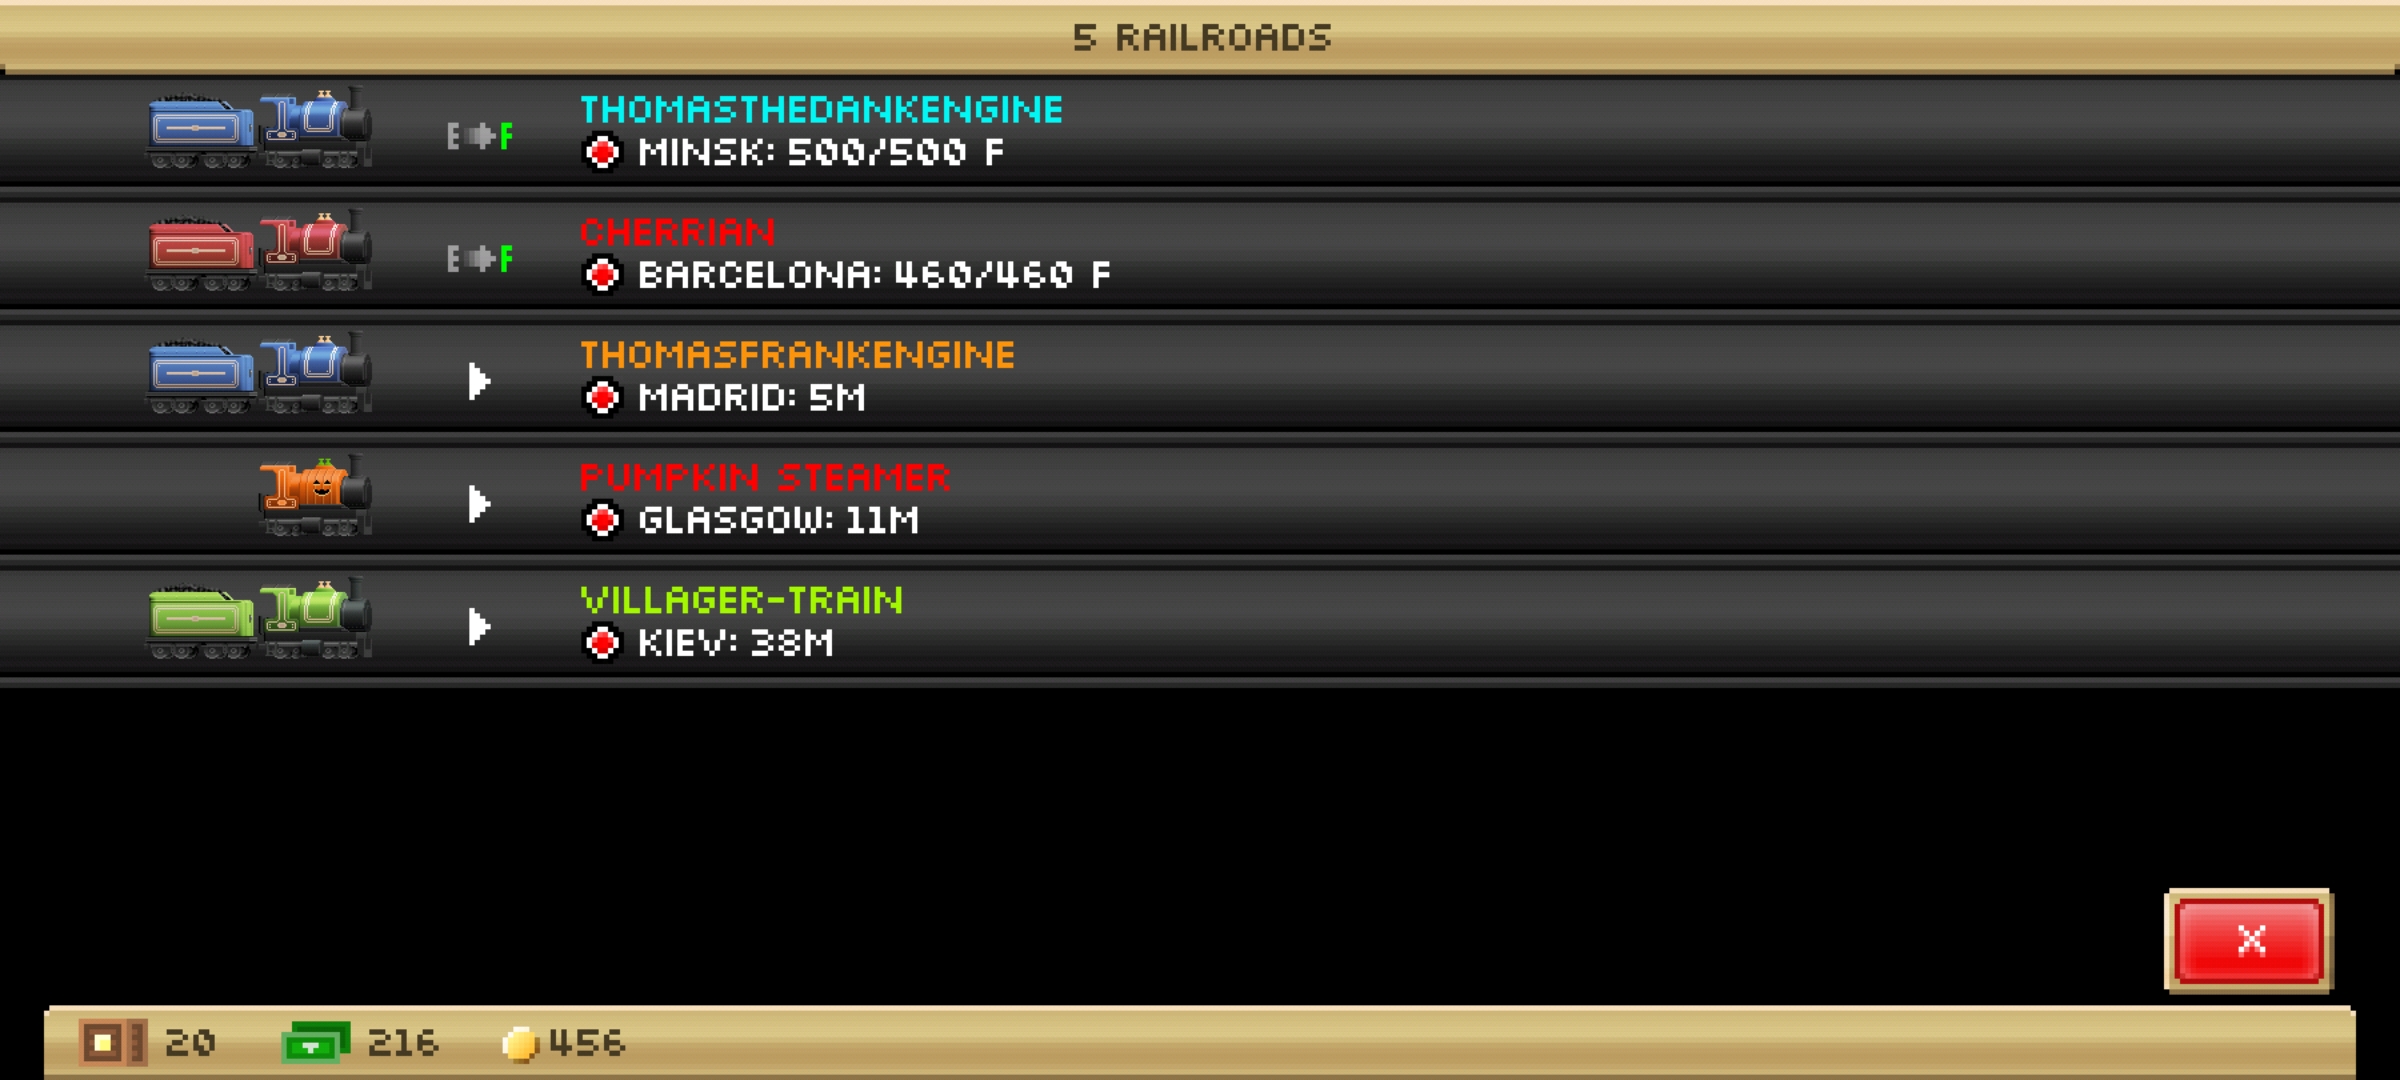 5 RAILROADS
E F
THOMASTHEDANKENGINE
MINSK: 500/500 F
E F
CHERRIAN
BARCELONA: 460/460 F
THOMASFRANKENGINE
MADRID: 5M
PUMPKIN STEAMER
GLASGOW: 11M
VILLAGER-TRAIN
KIEV: 38M
X
20 216 456